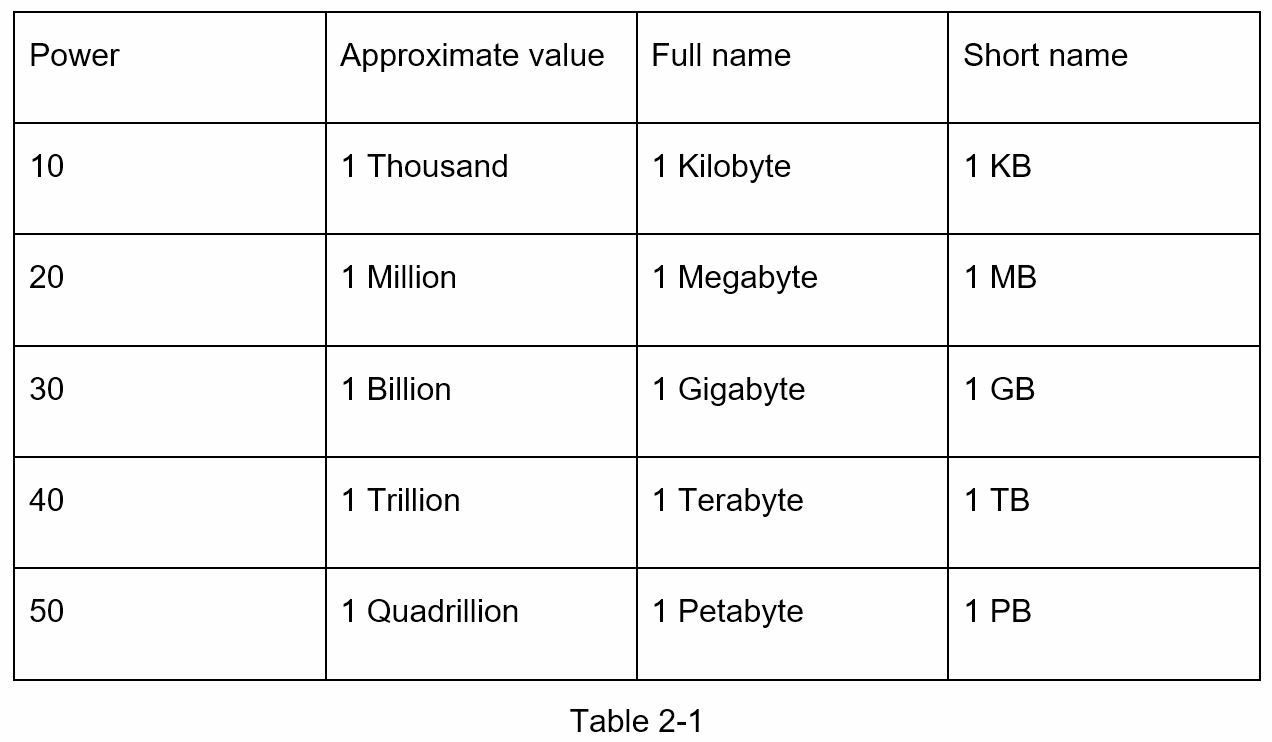 Power Approximate value Full name Short name
10 1 Thousand 1 Kilobyte 1 KB
20 1 Million 1 Megabyte 1 MB
30 1 Billion 1 Gigabyte 1 GB
40 1 Trillion 1 Terabyte 1 TB
50 1 Quadrillion 1 Petabyte 1 PB
Table 2-1